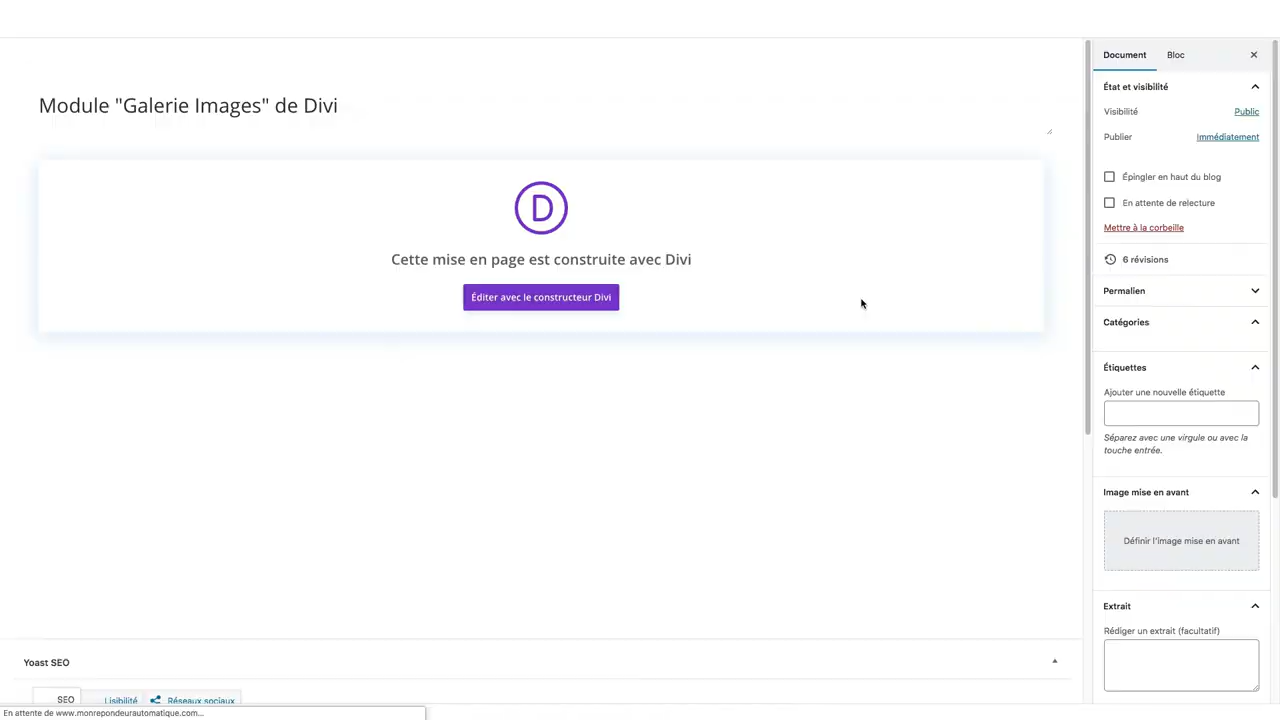 Document
Bloc
État et visibilité
Visibilité
Public
Publier
Immédiatement
Épingler en haut du blog
En attente de relecture
Mettre à la corbeille
6 révisions
Permalien
Catégories
Étiquettes
Ajouter une nouvelle étiquette
Séparez avec une virgule ou avec la
touche entrée.
Image mise en avant
Définir l'image mise en avant
Extrait
Rédiger un extrait (facultatif)
Module "Galerie Images" de Divi
D
Cette mise en page est construite avec Divi
Éditer avec le constructeur Divi
Yoast SEO
SEO
Lisibilité
Réseaux sociaux
En attente de www.monrepondeurautomatique.com...